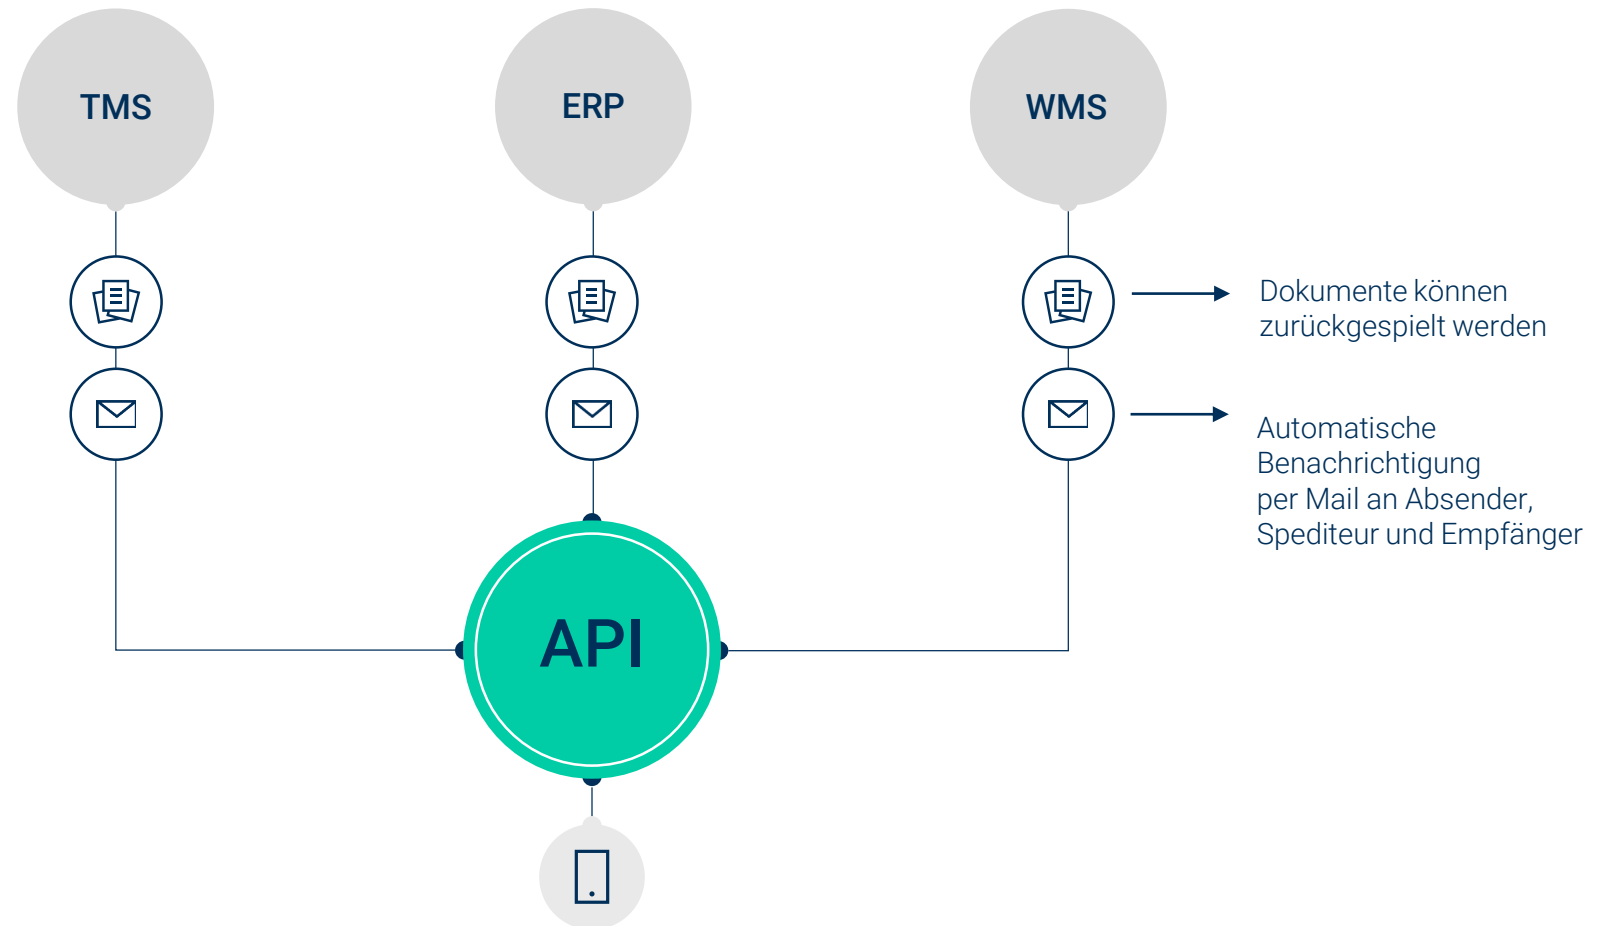 TMS
ERP
WMS
Dokumente können
zurückgespielt werden
Automatische
Benachrichtigung
per Mail an Absender,
Spediteur und Empfänger
API